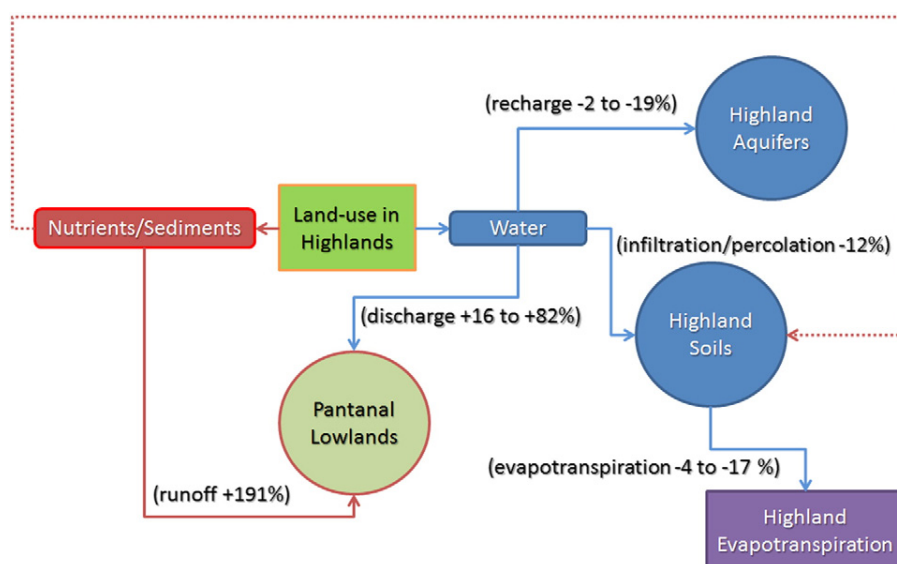 (recharge -2 to -19%)
Highland
Aquifers
Nutrients/Sediments
Land-use in
Highlands
Water
(infiltration/percolation -12%)
(discharge +16 to +82%)
Highland
Soils
Pantanal
Lowlands
(evapotranspiration -4 to -17 %)
(runoff +191%)
Highland
Evapotranspiration